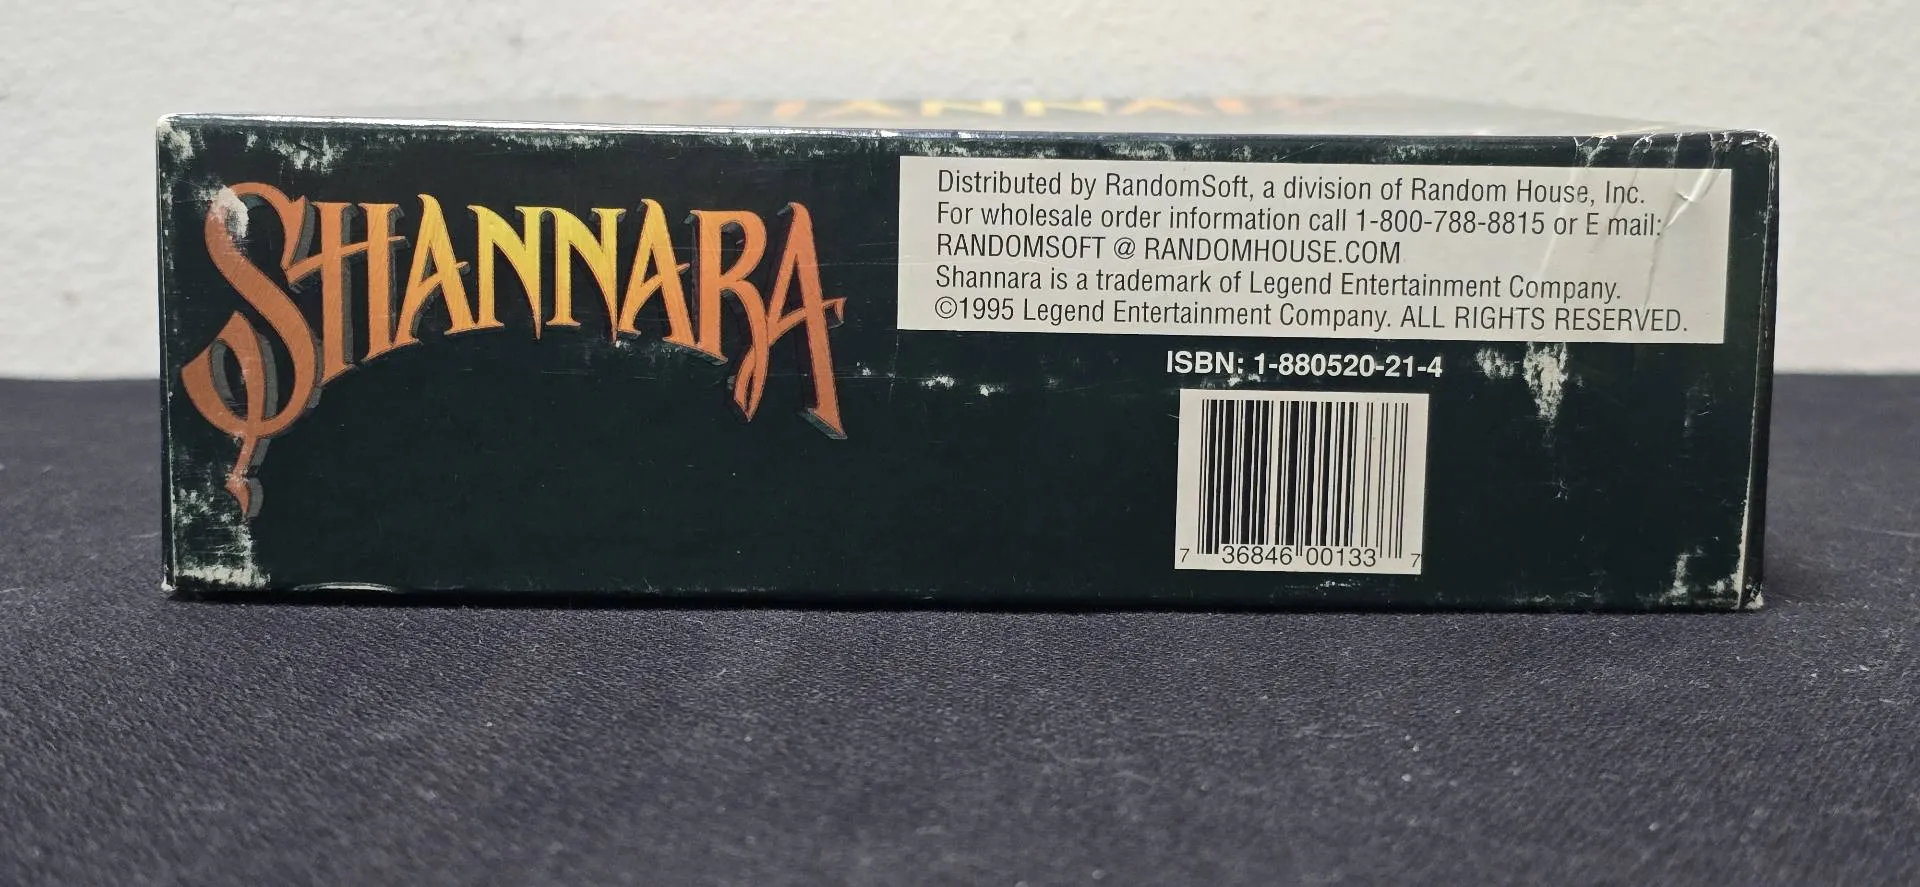 SHANNARA
Distributed by RandomSoft, a division of Random House, Inc.
For wholesale order information call 1-800-788-8815 or E mail:
RANDOMSOFT @ RANDOMHOUSE.COM
Shannara is a trademark of Legend Entertainment Company.
©1995 Legend Entertainment Company. ALL RIGHTS RESERVED.
ISBN: 1-880520-21-4
7 36846 00133 7